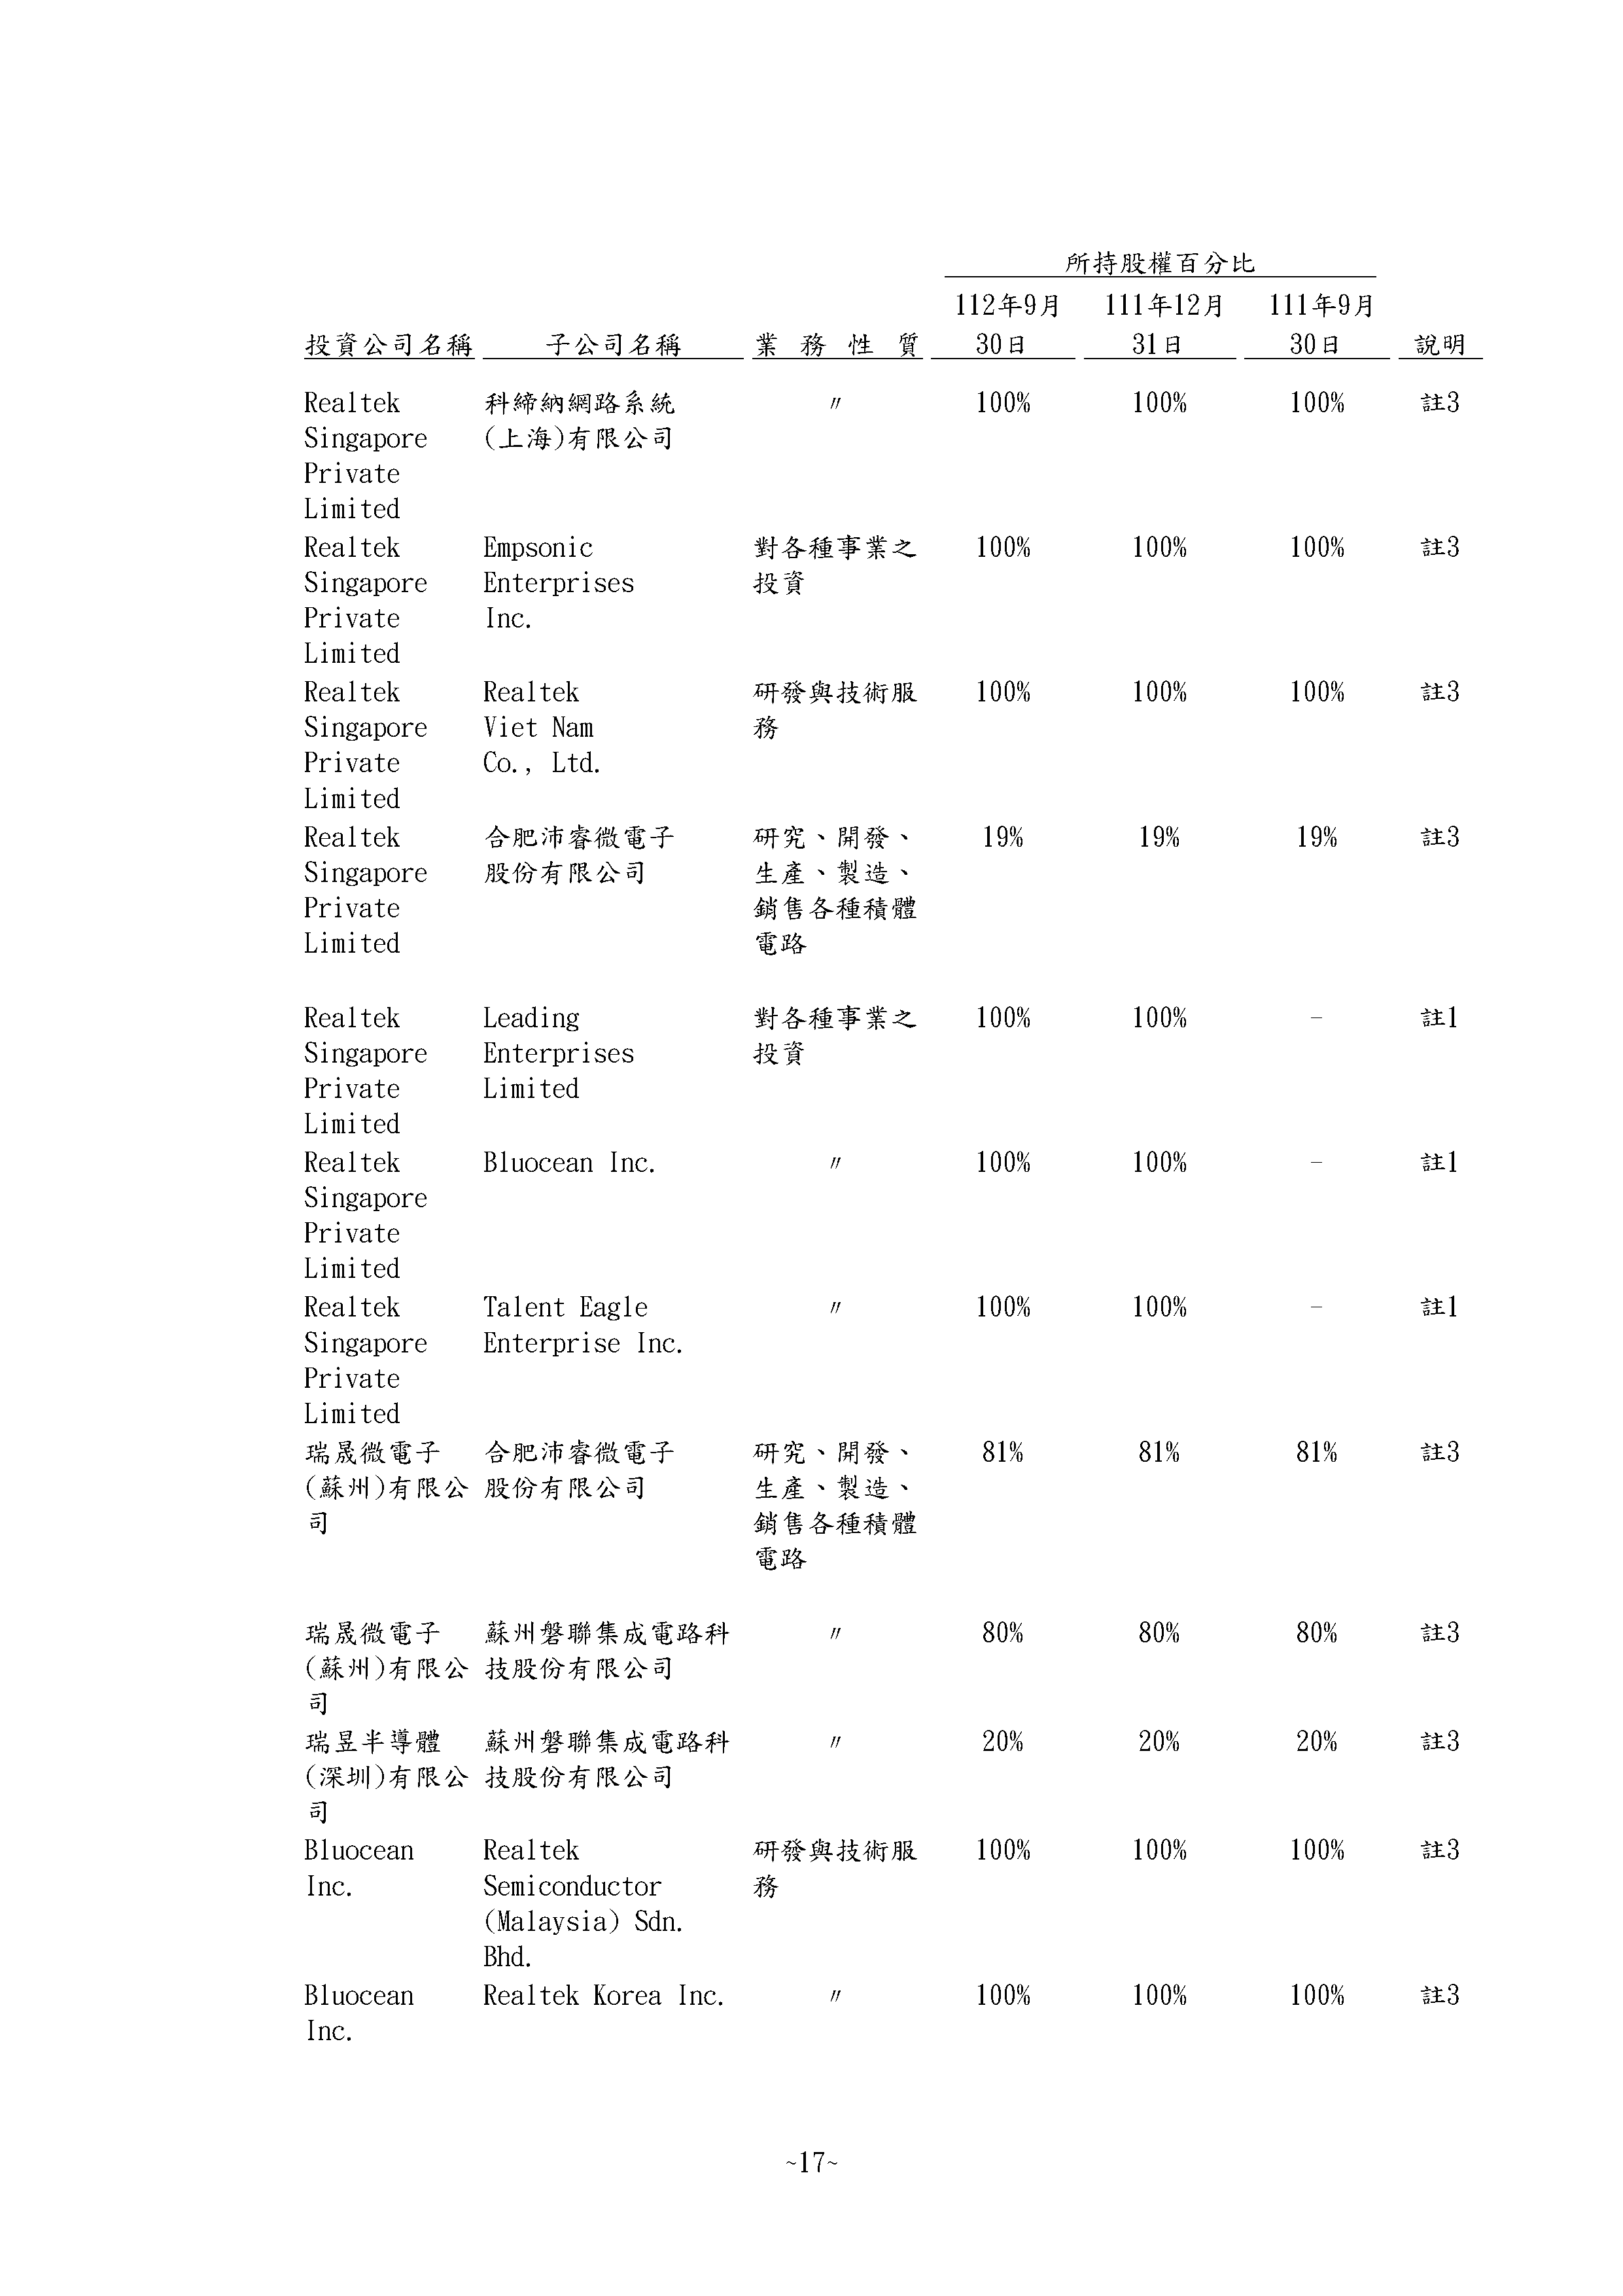 所持股權百分比
112年9月 111年12月 111年9月
投資公司名稱 子公司名稱 業務性質 30日 31日 30日 說明
Realtek 科締納網路系統 〃 100% 100% 100% 註3
Singapore (上海)有限公司
Private
Limited
Realtek Empsonic 對各種事業之 100% 100% 100% 註3
Singapore Enterprises 投資
Private Inc.
Limited
Realtek Realtek 研發與技術服 100% 100% 100% 註3
Singapore Viet Nam 務
Private Co., Ltd.
Limited
Realtek 合肥沛睿微電子 研究、開發、 19% 19% 19% 註3
Singapore 股份有限公司 生產、製造、
Private 銷售各種積體
Limited 電路
Realtek Leading 對各種事業之 100% 100% - 註1
Singapore Enterprises 投資
Private Limited
Limited
Realtek Bluocean Inc. 〃 100% 100% - 註1
Singapore
Private
Limited
Realtek Talent Eagle 〃 100% 100% - 註1
Singapore Enterprise Inc.
Private
Limited
瑞晟微電子 合肥沛睿微電子 研究、開發、 81% 81% 81% 註3
(蘇州)有限公 股份有限公司 生產、製造、
司 銷售各種積體
電路
瑞晟微電子 蘇州磐聯集成電路科 〃 80% 80% 80% 註3
(蘇州)有限公 技股份有限公司
司
瑞昱半導體 蘇州磐聯集成電路科 〃 20% 20% 20% 註3
(深圳)有限公 技股份有限公司
司
Bluocean Realtek 研發與技術服 100% 100% 100% 註3
Inc. Semiconductor 務
(Malaysia) Sdn.
Bhd.
Bluocean Realtek Korea Inc. 〃 100% 100% 100% 註3
Inc.
~17~